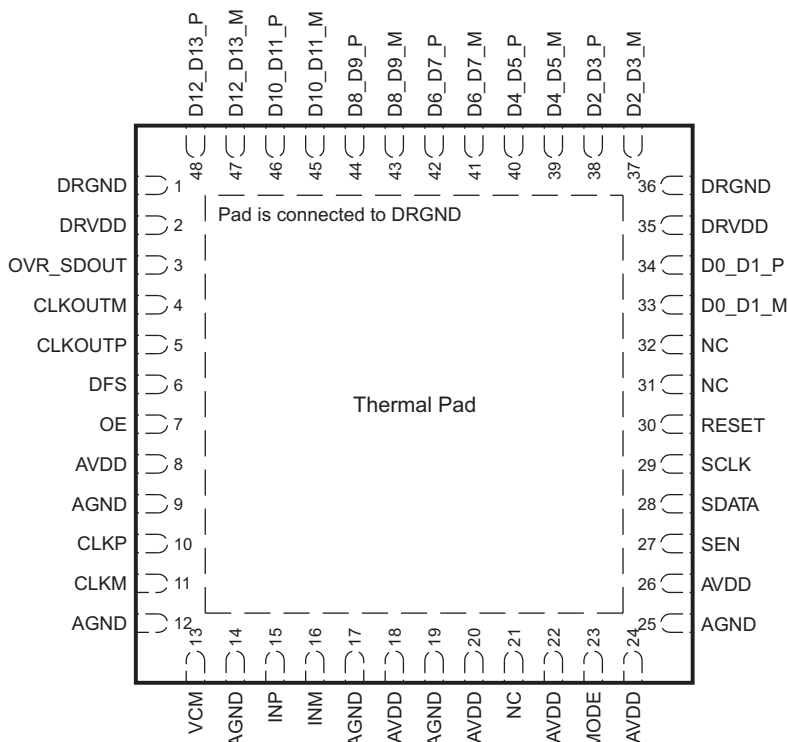 D12_D13_P
D12_D13_M
D10_D11_P
D10_D11_M
D8_D9_P
D8_D9_M
D6_D7_P
D6_D7_M
D4_D5_P
D4_D5_M
D2_D3_P
D2_D3_M
48 47 46 45 44 43 42 41 40 39 38 37
DRGND 1
DRVDD 2
OVR_SDOUT 3
CLKOUTM 4
CLKOUTP 5
DFS 6
OE 7
AVDD 8
AGND 9
CLKP 10
CLKM 11
AGND 12
Pad is connected to DRGND
Thermal Pad
36 DRGND
35 DRVDD
34 D0_D1_P
33 D0_D1_M
32 NC
31 NC
30 RESET
29 SCLK
28 SDATA
27 SEN
26 AVDD
25 AGND
13 14 15 16 17 18 19 20 21 22 23 24
VCM
AGND
INP
INM
AGND
AVDD
AGND
AVDD
NC
AVDD
MODE
AVDD